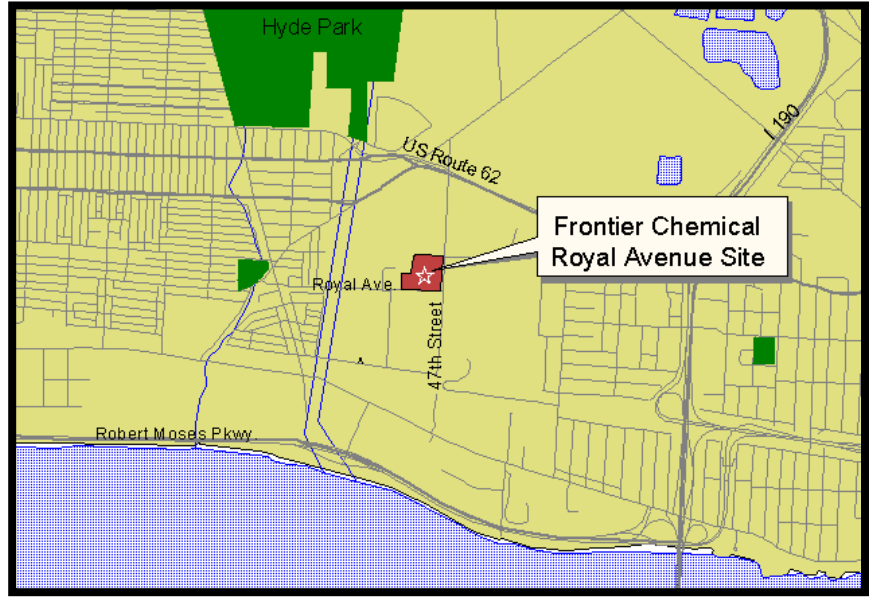 Hyde Park
I 190
US Route 62
Frontier Chemical
Royal Avenue Site
Royal Ave.
47th Street
Robert Moses Pkwy.